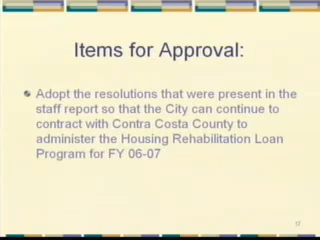 Items for Approval:
Adopt the resolutions that were present in the
staff report so that the City can continue to
contract with Contra Costa County to
administer the Housing Rehabilitation Loan
Program for FY 06-07